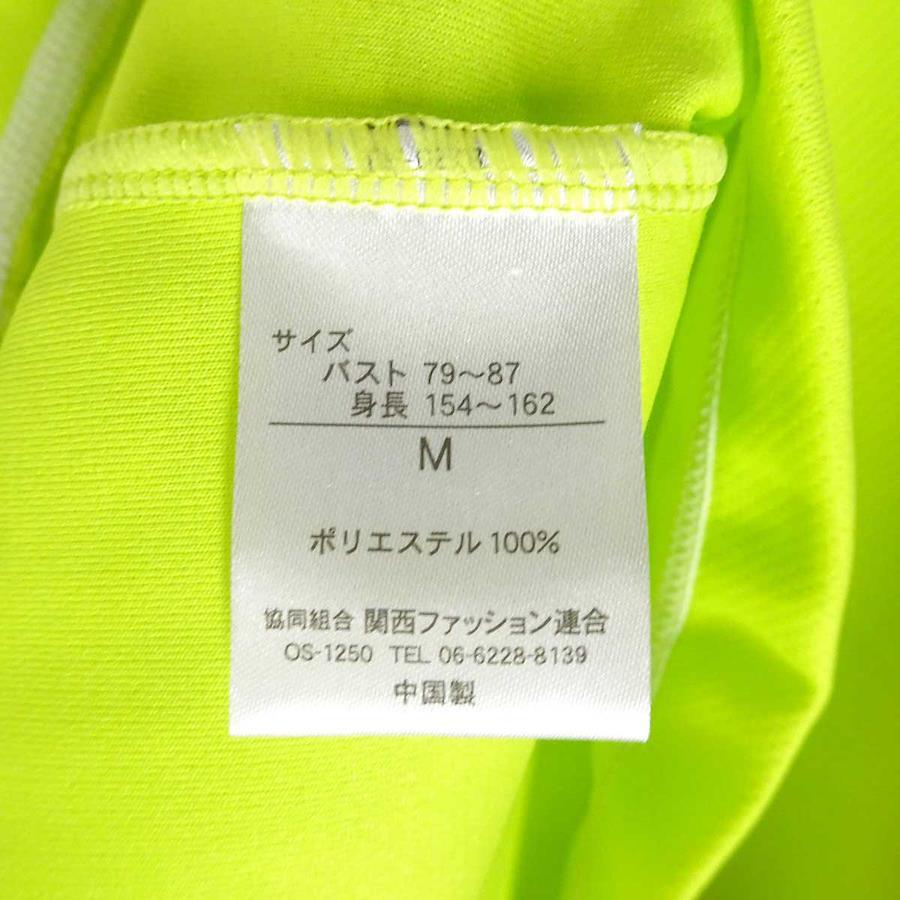 サイズ
バスト 79〜87
身長 154〜162
M
ポリエステル 100%
協同組合 関西ファッション連合
OS-1250 TEL 06-6228-8139
中国製